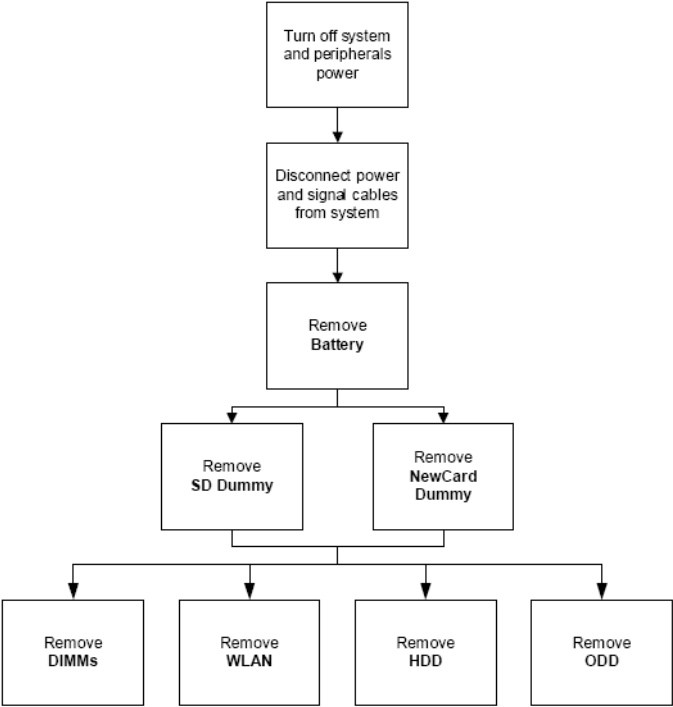 Turn off system
and peripherals
power
Disconnect power
and signal cables
from system
Remove
Battery
Remove
SD Dummy
Remove
NewCard
Dummy
Remove
DIMMs
Remove
WLAN
Remove
HDD
Remove
ODD